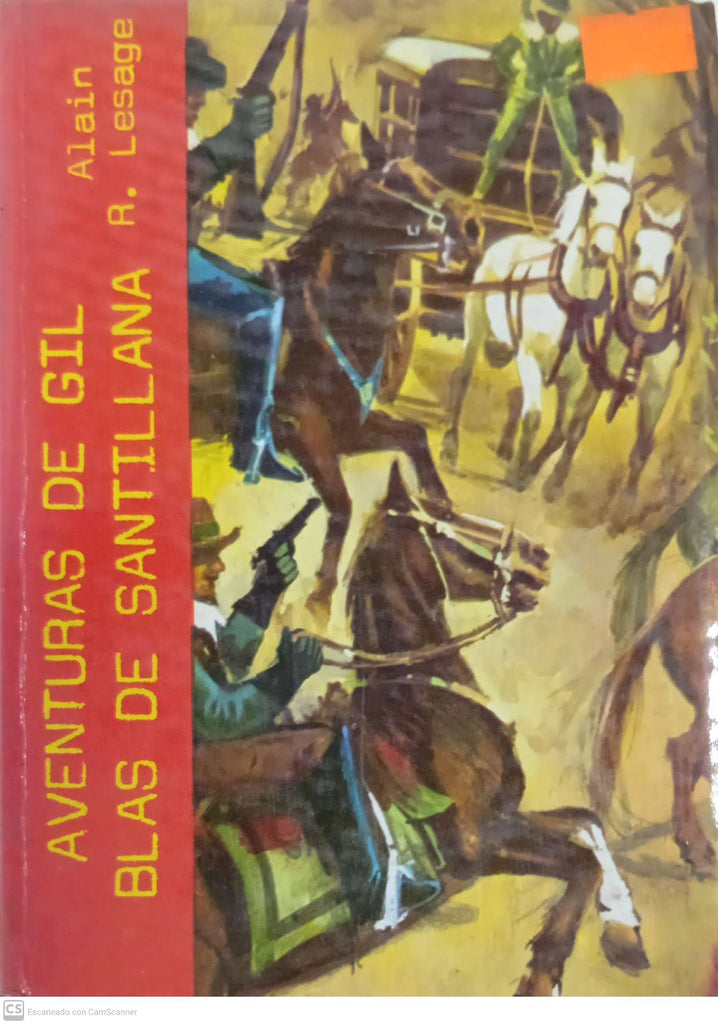 AVENTURAS DE GIL
BLAS DE SANTILLANA
Alain
R. Lesage
CS Escaneado con CamScanner